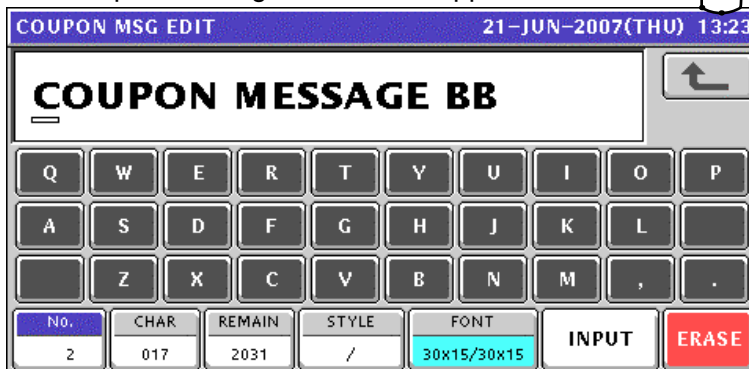 COUPON MSG EDIT 21-JUN-2007(THU) 13:23
COUPON MESSAGE BB
Q W E R T Y U I O P
A S D F G H J K L
Z X C V B N M , .
No. CHAR REMAIN STYLE FONT INPUT ERASE
2 017 2031 / 30x15/30x15